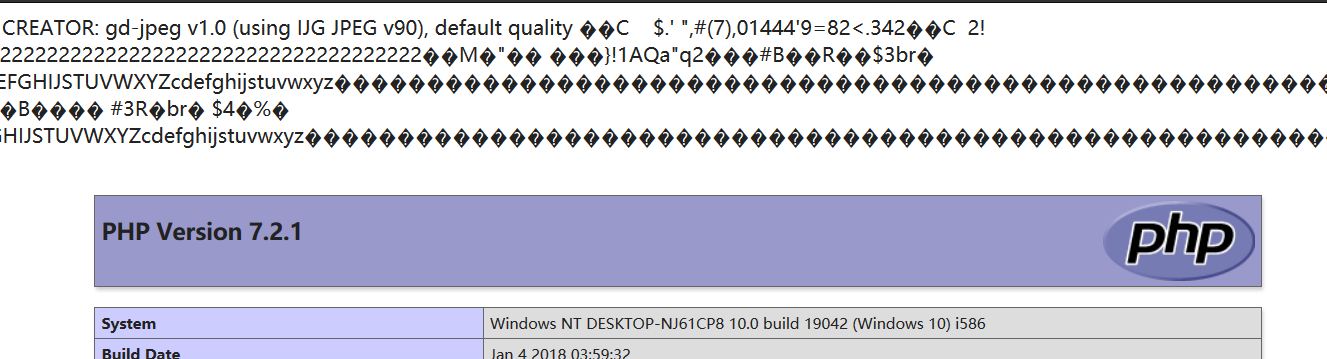 CREATOR: gd-jpeg v1.0 (using IJG JPEG v90), default quality ��C $.' ",#(7),01444'9=82<.342��C 2!
22222222222222222222222222222222222222��M�"�� ���}!1AQa"q2���#B��R��$3br�
EFGHIJSTUVWXYZcdefghijstuvwxyz�����������������������������������������������������
�B���� #3R�br� $4�%�
GHIJSTUVWXYZcdefghijstuvwxyz�������������������������������������������������������
PHP Version 7.2.1
php
System Windows NT DESKTOP-NJ61CP8 10.0 build 19042 (Windows 10) i586
Build Date Jan 4 2018 03:59:32